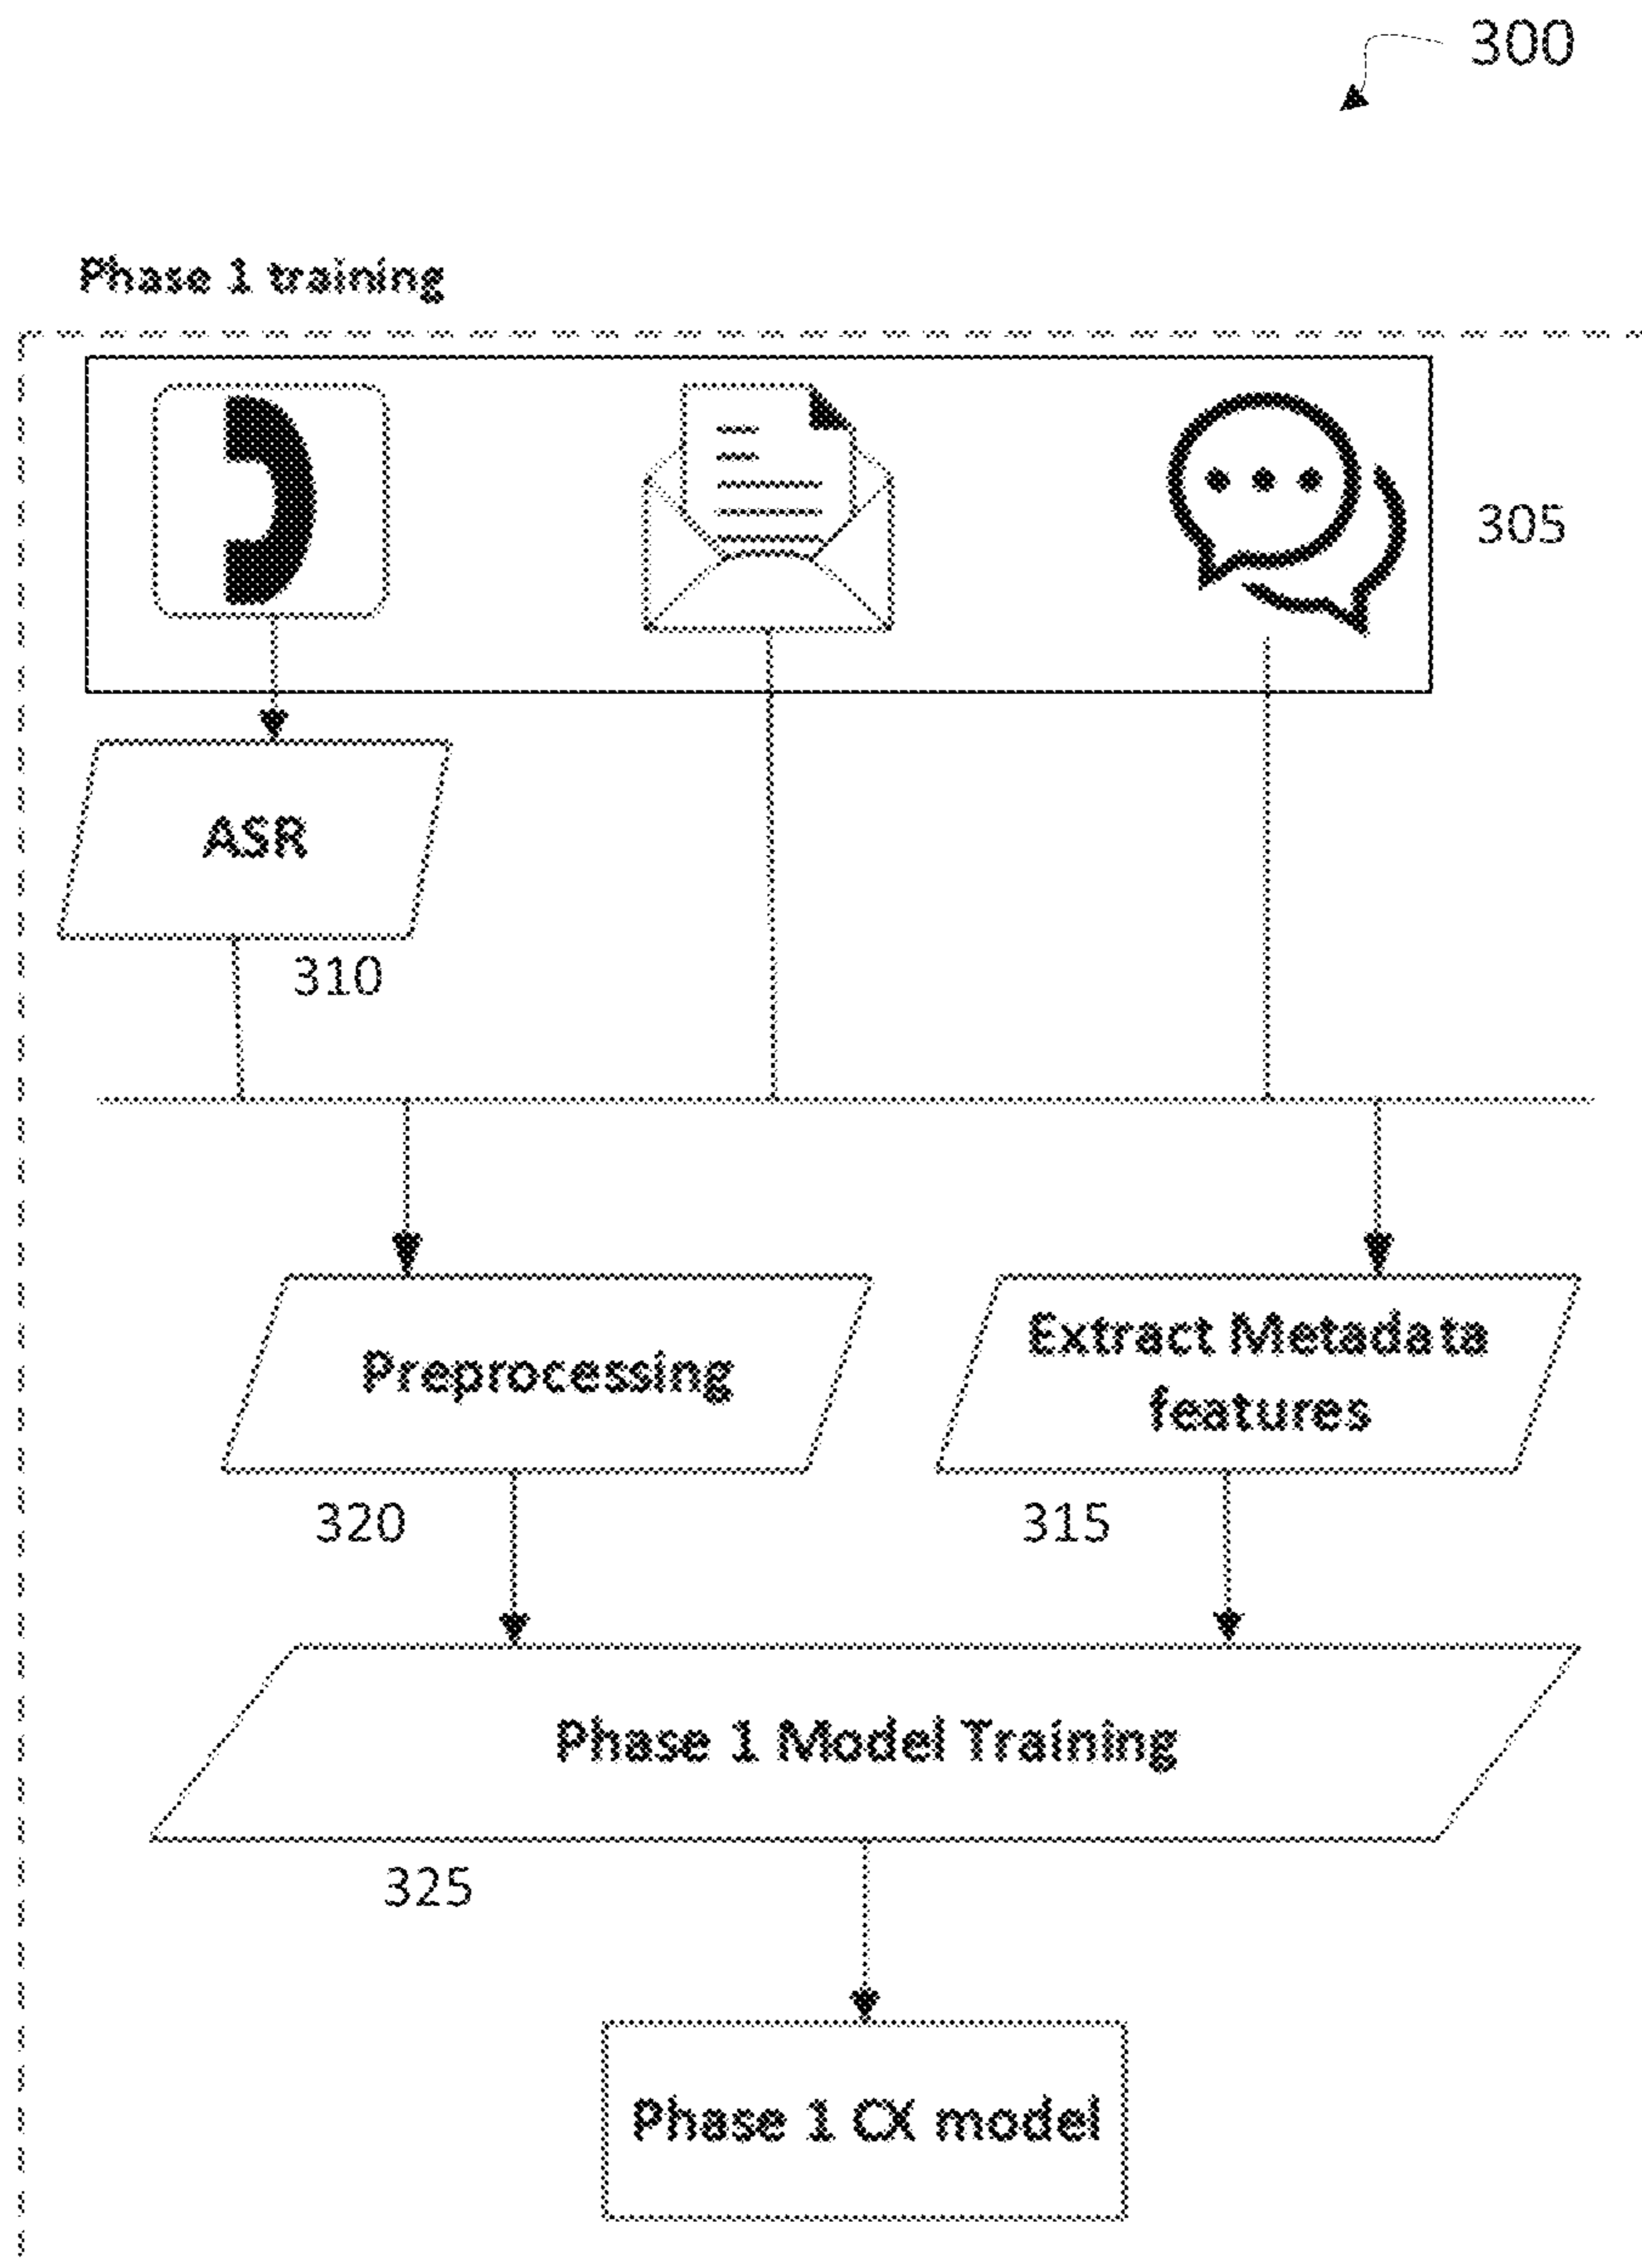 300
Phase 1 training
305
ASR
310
Preprocessing
Extract Metadata
features
320
315
Phase 1 Model Training
325
Phase 1 CX model